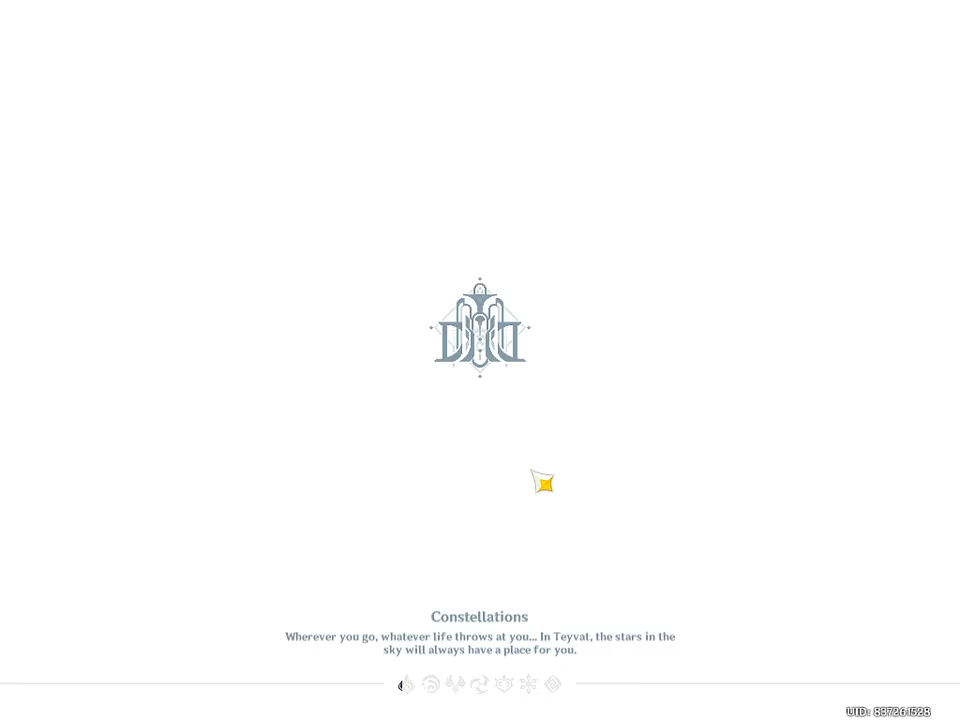 Constellations
Wherever you go, whatever life throws at you... In Teyvat, the stars in the
sky will always have a place for you.
UID: 837261528